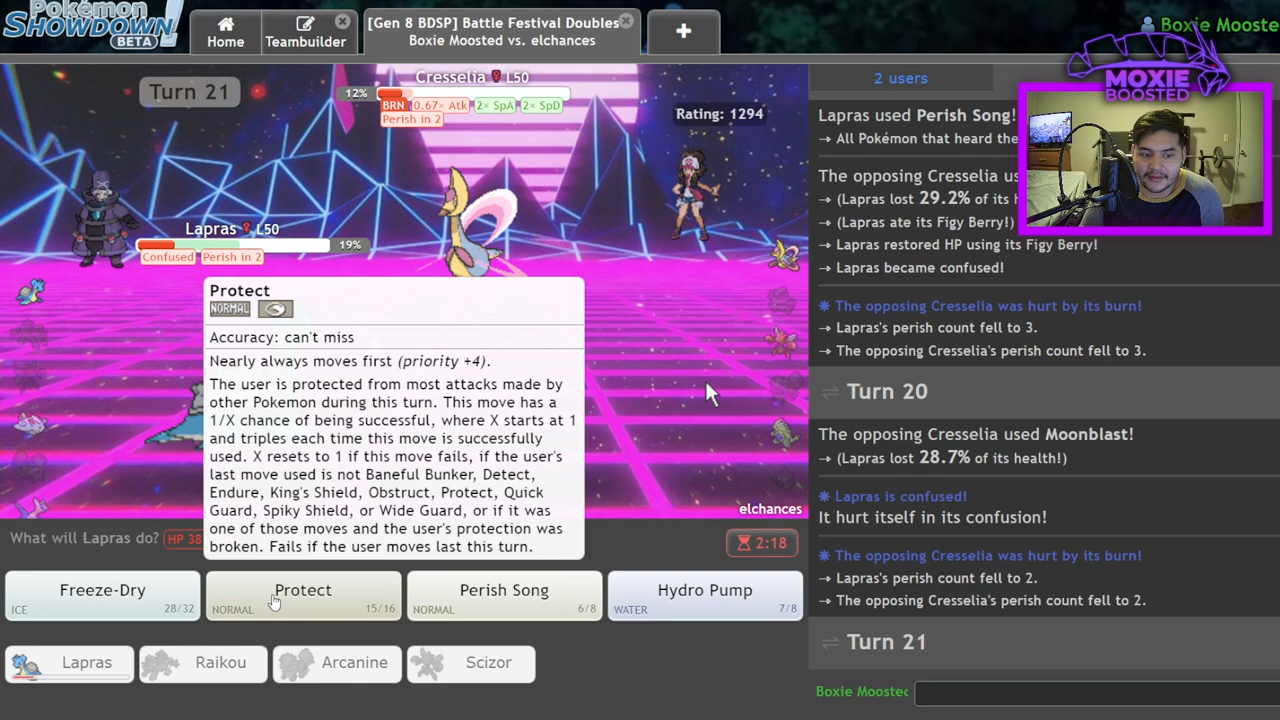 Pokémon
SHOWDOWN!
BETA
Home
Teambuilder
[Gen 8 BDSP] Battle Festival Doubles
Boxie Moosted vs. elchances
+
Boxie Mooste
MOXIE
BOOSTED
Turn 21
Cresselia L50
12%
BRN 0.67× Atk 2× SpA 2× SpD
Perish in 2
Rating: 1294
Lapras L50
19%
Confused Perish in 2
elchances
Protect
NORMAL
Accuracy: can't miss
Nearly always moves first (priority +4).
The user is protected from most attacks made by
other Pokemon during this turn. This move has a
1/X chance of being successful, where X starts at 1
and triples each time this move is successfully
used. X resets to 1 if this move fails, if the user's
last move used is not Baneful Bunker, Detect,
Endure, King's Shield, Obstruct, Protect, Quick
Guard, Spiky Shield, or Wide Guard, or if it was
one of those moves and the user's protection was
broken. Fails if the user moves last this turn.
What will Lapras do? HP 38
2:18
Freeze-Dry
ICE 28/32
Protect
NORMAL 15/16
Perish Song
NORMAL 6/8
Hydro Pump
WATER 7/8
Lapras
Raikou
Arcanine
Scizor
2 users
Lapras used Perish Song!
→ All Pokémon that heard the
The opposing Cresselia us
→ (Lapras lost 29.2% of its h
→ (Lapras ate its Figy Berry!)
→ Lapras restored HP using its Figy Berry!
→ Lapras became confused!
The opposing Cresselia was hurt by its burn!
→ Lapras's perish count fell to 3.
→ The opposing Cresselia's perish count fell to 3.
Turn 20
The opposing Cresselia used Moonblast!
→ (Lapras lost 28.7% of its health!)
Lapras is confused!
It hurt itself in its confusion!
The opposing Cresselia was hurt by its burn!
→ Lapras's perish count fell to 2.
→ The opposing Cresselia's perish count fell to 2.
Turn 21
Boxie Moosted